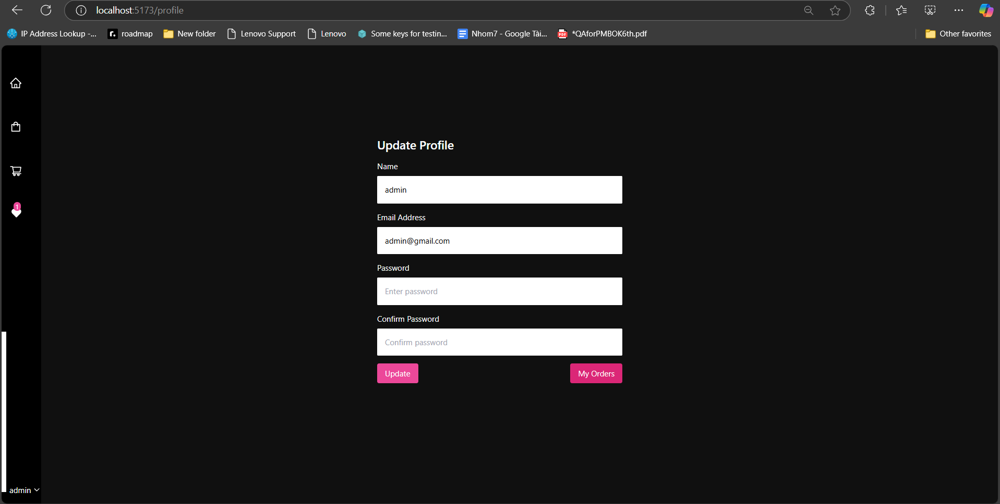 localhost:5173/profile
IP Address Lookup -...
roadmap
New folder
Lenovo Support
Lenovo
Some keys for testin...
Nhom7 - Google Tài...
PDF
*QAforPMBOK6th.pdf
Other favorites
1
Update Profile
Name
admin
Email Address
admin@gmail.com
Password
Enter password
Confirm Password
Confirm password
Update
My Orders
admin